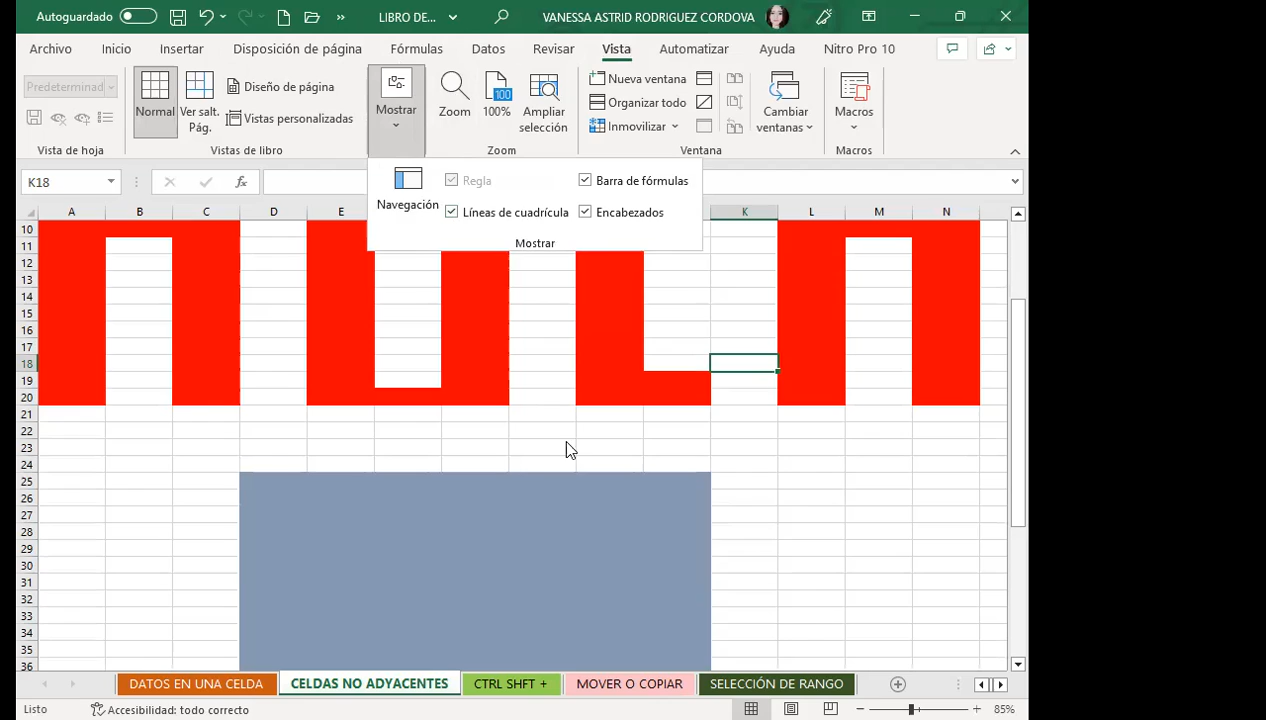 Autoguardado LIBRO DE... VANESSA ASTRID RODRIGUEZ CORDOVA
Archivo Inicio Insertar Disposición de página Fórmulas Datos Revisar Vista Automatizar Ayuda Nitro Pro 10
Predeterminad
Normal
Ver salt. Pág.
Diseño de página
Vistas personalizadas
Mostrar
Zoom
100
100%
Ampliar selección
Nueva ventana
Organizar todo
Inmovilizar
Cambiar ventanas
Macros
Vista de hoja Vistas de libro Zoom Ventana Macros
K18 fx
Navegación
Regla
Barra de fórmulas
Líneas de cuadrícula
Encabezados
Mostrar
A B C D E K L M N
10
11
12
13
14
15
16
17
18
19
20
21
22
23
24
25
26
27
28
29
30
31
32
33
34
35
36
DATOS EN UNA CELDA CELDAS NO ADYACENTES CTRL SHFT + MOVER O COPIAR SELECCIÓN DE RANGO
Listo Accesibilidad: todo correcto 85%